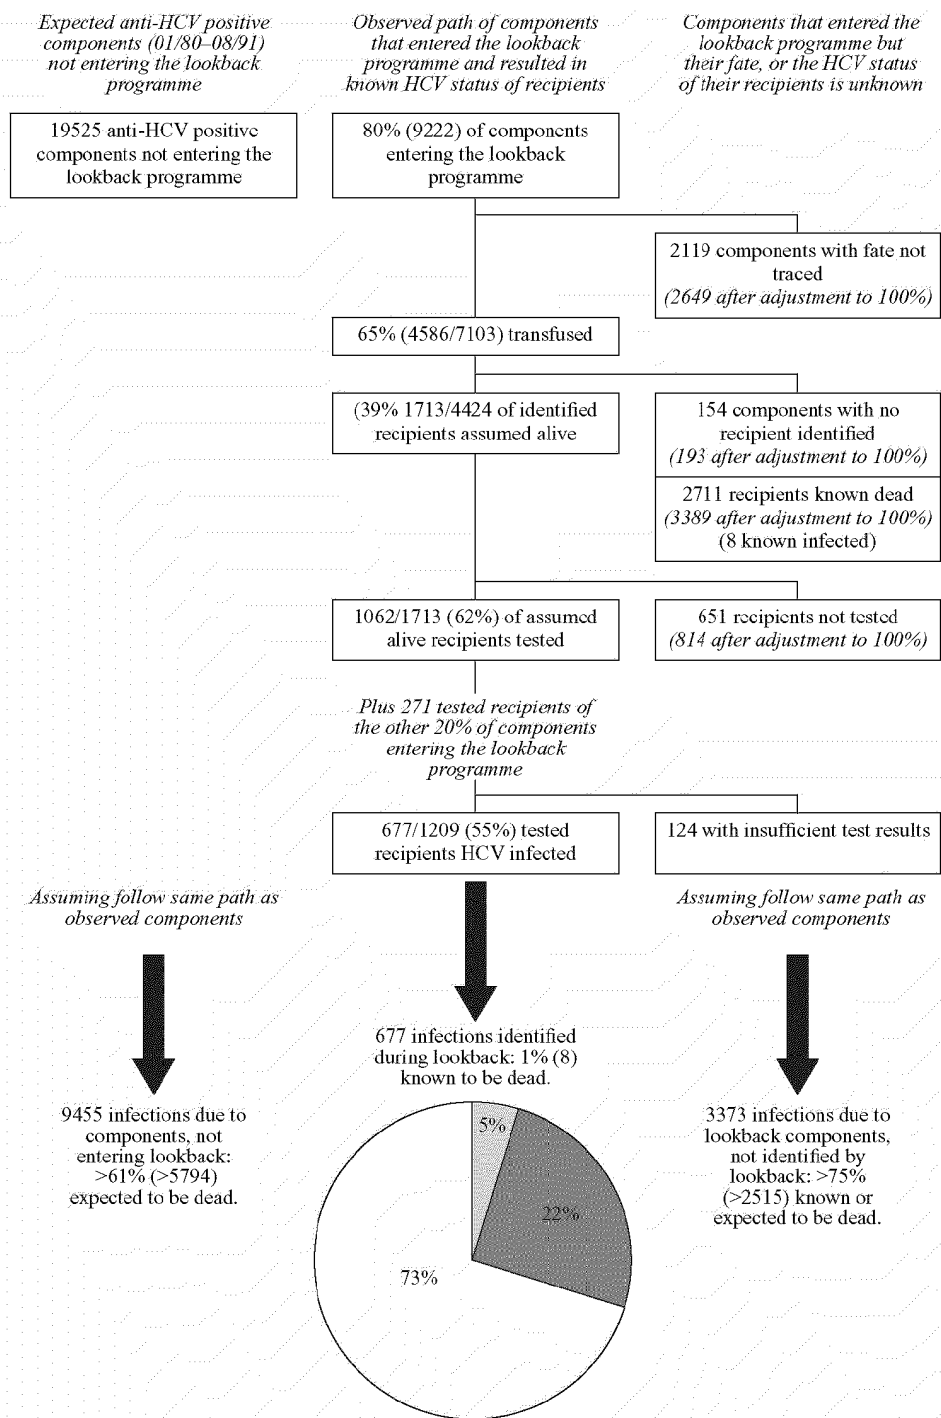 Expected anti-HCV positive
components (01/80–08/91)
not entering the lookback
programme
Observed path of components
that entered the lookback
programme and resulted in
known HCV status of recipients
Components that entered the
lookback programme but
their fate, or the HCV status
of their recipients is unknown
19525 anti-HCV positive
components not entering the
lookback programme
80% (9222) of components
entering the lookback
programme
2119 components with fate not
traced
(2649 after adjustment to 100%)
65% (4586/7103) transfused
(39% 1713/4424 of identified
recipients assumed alive
154 components with no
recipient identified
(193 after adjustment to 100%)
2711 recipients known dead
(3389 after adjustment to 100%)
(8 known infected)
1062/1713 (62%) of assumed
alive recipients tested
651 recipients not tested
(814 after adjustment to 100%)
Plus 271 tested recipients of
the other 20% of components
entering the lookback
programme
677/1209 (55%) tested
recipients HCV infected
124 with insufficient test results
Assuming follow same path as
observed components
Assuming follow same path as
observed components
677 infections identified
during lookback: 1% (8)
known to be dead.
9455 infections due to
components, not
entering lookback:
>61% (>5794)
expected to be dead.
3373 infections due to
lookback components,
not identified by
lookback: >75%
(>2515) known or
expected to be dead.
5%
22%
73%